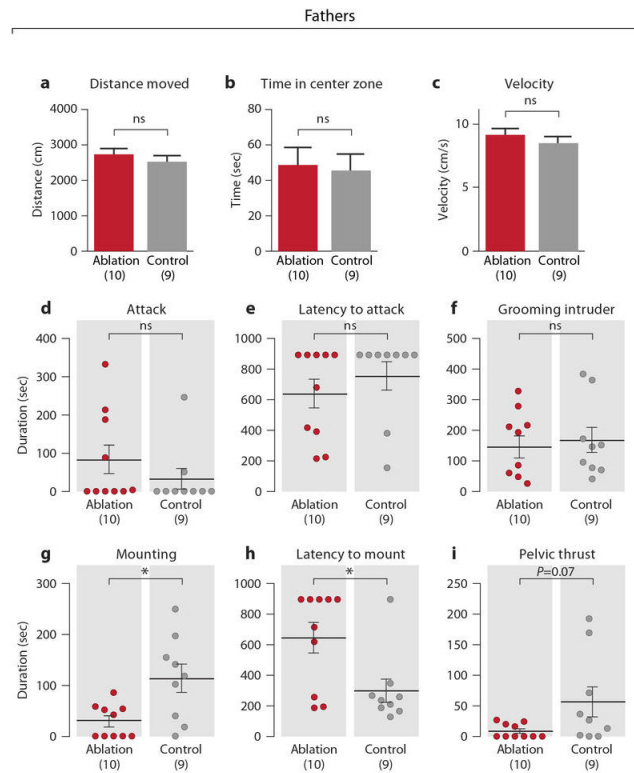 Fathers
a Distance moved
ns
Distance (cm)
4000
3000
2000
1000
0
Ablation
(10)
Control
(9)
b Time in center zone
ns
Time (sec)
80
60
40
20
0
Ablation
(10)
Control
(9)
c Velocity
ns
Velocity (cm/s)
10
5
0
Ablation
(10)
Control
(9)
d Attack
ns
Duration (sec)
400
300
200
100
0
Ablation
(10)
Control
(9)
e Latency to attack
ns
1000
800
600
400
200
0
Ablation
(10)
Control
(9)
f Grooming intruder
ns
500
400
300
200
100
0
Ablation
(10)
Control
(9)
g Mounting
*
Duration (sec)
300
200
100
0
Ablation
(10)
Control
(9)
h Latency to mount
*
1000
800
600
400
200
0
Ablation
(10)
Control
(9)
i Pelvic thrust
P=0.07
250
200
150
100
50
0
Ablation
(10)
Control
(9)